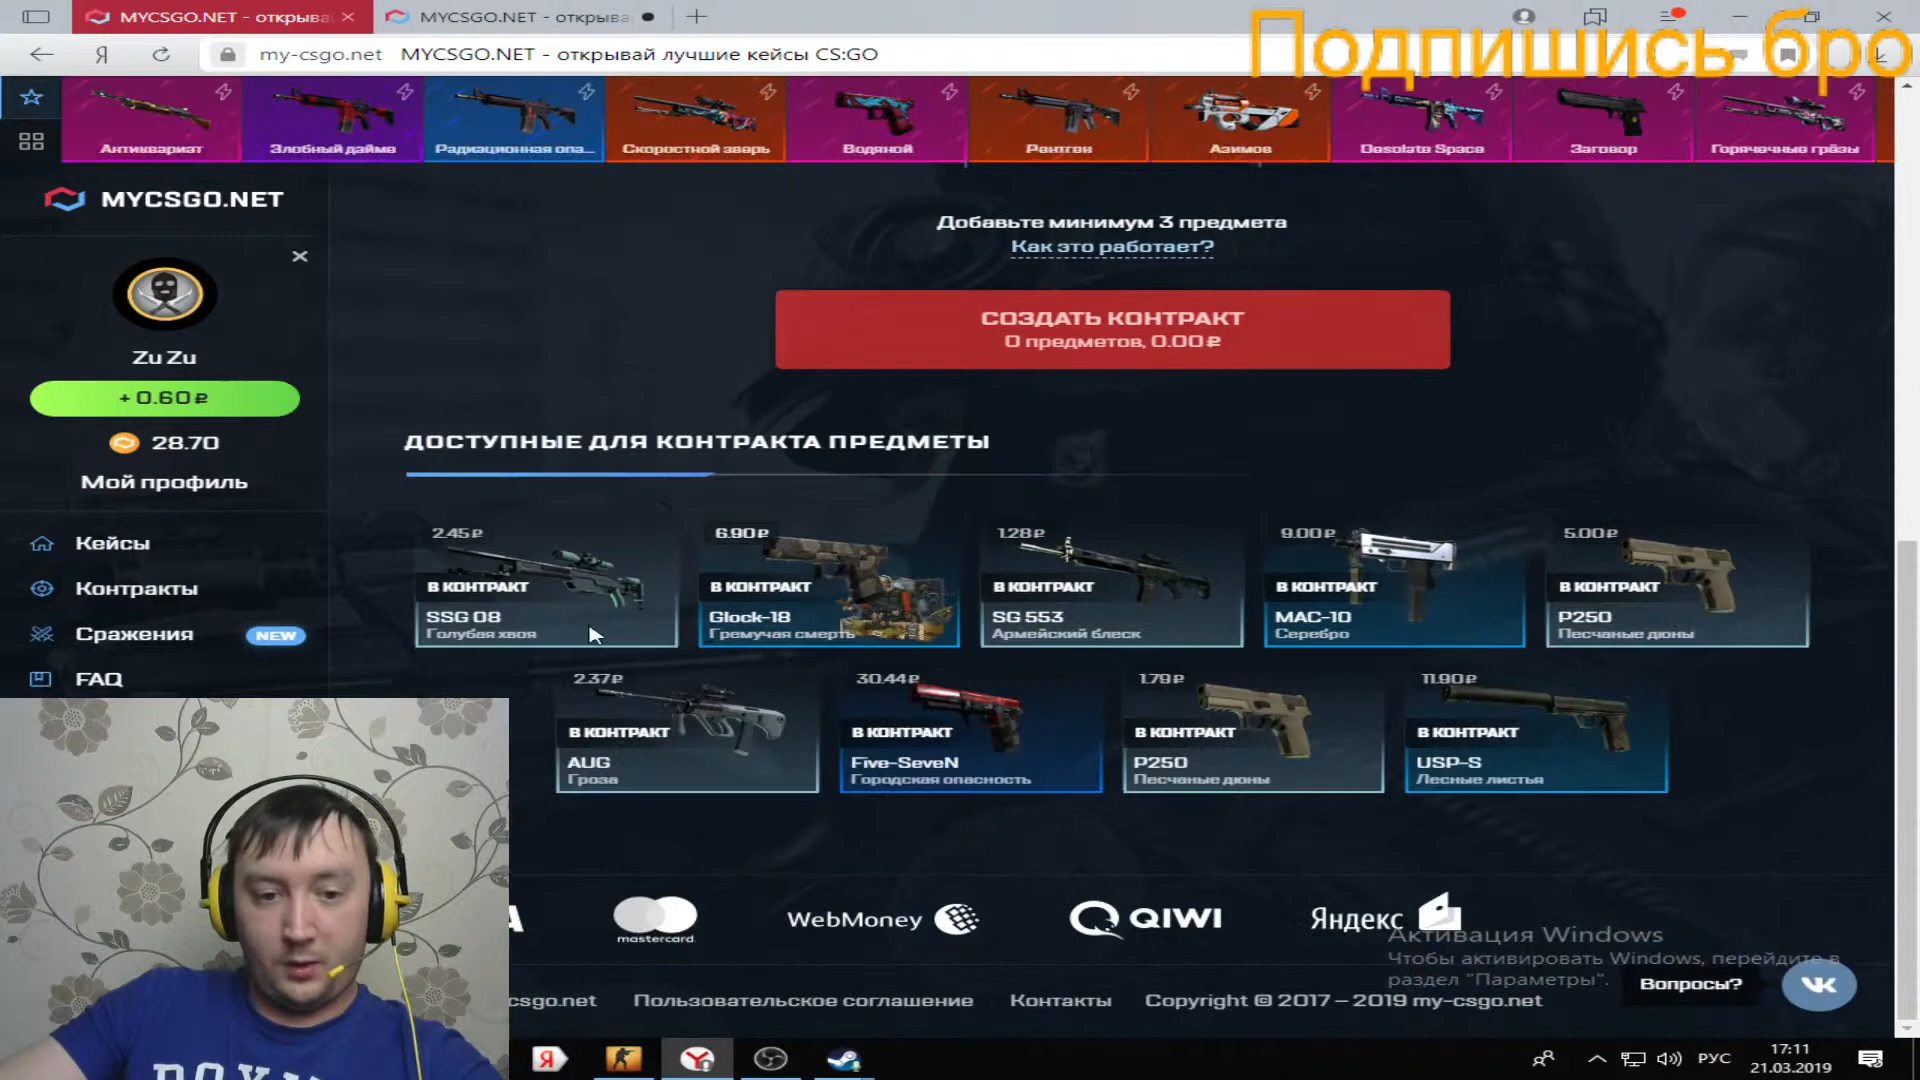 MYCSGO.NET - открыва
MYCSGO.NET - открыва
my-csgo.net MYCSGO.NET - открывай лучшие кейсы CS:GO
Подпишись бро
Антиквариат
Злобный дайме
Радиационная опа...
Скоростной зверь
Водяной
Рентген
Азимов
Desolate Space
Заговор
Горячечные грёзы
MYCSGO.NET
Zu Zu
+ 0.60₽
28.70
Мой профиль
Кейсы
Контракты
Сражения NEW
FAQ
Добавьте минимум 3 предмета
Как это работает?
СОЗДАТЬ КОНТРАКТ
0 предметов, 0.00₽
ДОСТУПНЫЕ ДЛЯ КОНТРАКТА ПРЕДМЕТЫ
2.45₽
В КОНТРАКТ
SSG 08
Голубая хвоя
6.90₽
В КОНТРАКТ
Glock-18
Гремучая смерть
1.28₽
В КОНТРАКТ
SG 553
Армейский блеск
9.00₽
В КОНТРАКТ
MAC-10
Серебро
5.00₽
В КОНТРАКТ
P250
Песчаные дюны
2.37₽
В КОНТРАКТ
AUG
Гроза
30.44₽
В КОНТРАКТ
Five-SeveN
Городская опасность
1.79₽
В КОНТРАКТ
P250
Песчаные дюны
11.90₽
В КОНТРАКТ
USP-S
Лесные листья
mastercard.
WebMoney
QIWI
Яндекс
Активация Windows
Чтобы активировать Windows, перейдите в
раздел "Параметры".
Вопросы?
csgo.net Пользовательское соглашение Контакты Copyright © 2017 – 2019 my-csgo.net
РУС
17:11
21.03.2019